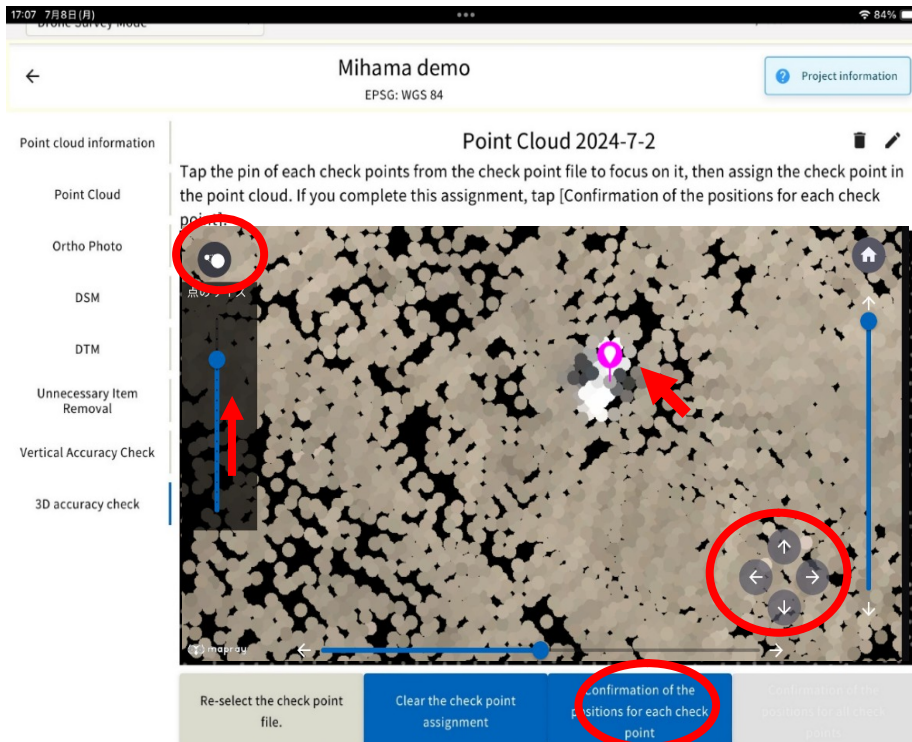 17:07 7月8日(月)
84%
Drone Survey Mode
Mihama demo
EPSG: WGS 84
Project information
Point cloud information
Point Cloud
Ortho Photo
DSM
DTM
Unnecessary Item
Removal
Vertical Accuracy Check
3D accuracy check
Point Cloud 2024-7-2
Tap the pin of each check points from the check point file to focus on it, then assign the check point in
the point cloud. If you complete this assignment, tap [Confirmation of the positions for each check
point].
点のサイズ
mapray
Re-select the check point
file.
Clear the check point
assignment
Confirmation of the
positions for each check
point
Confirmation of the
positions for all check
points